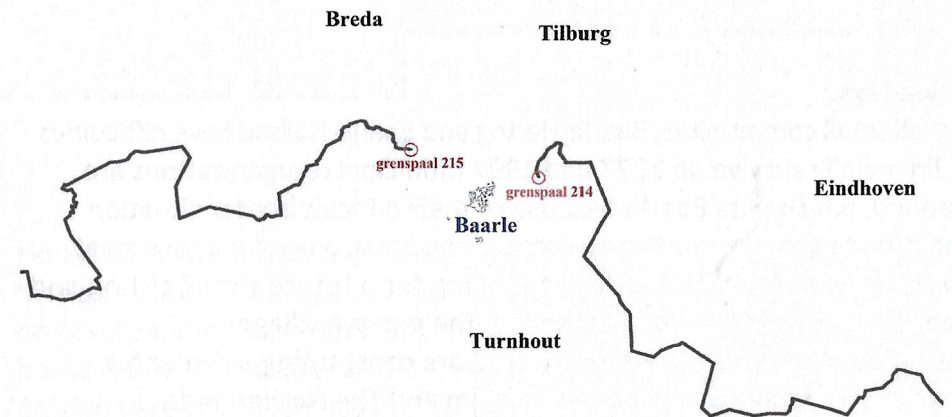 Breda
Tilburg
grenspaal 215
grenspaal 214
Eindhoven
Baarle
Turnhout